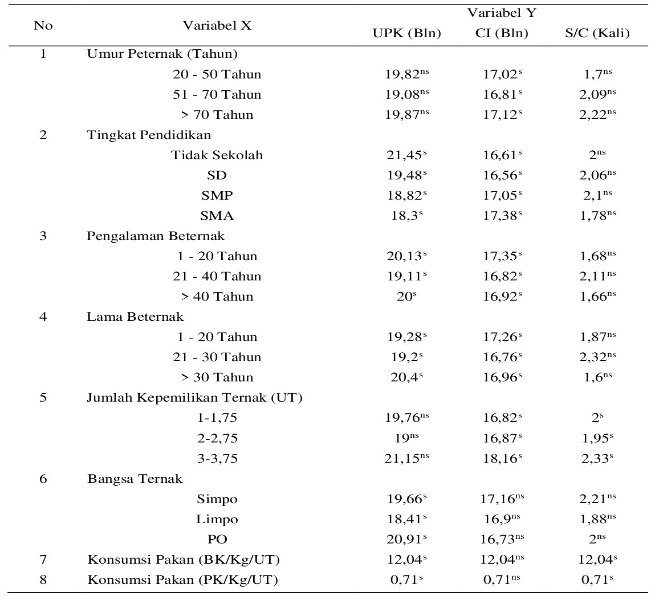 Variabel Y
No Variabel X
UPK (Bln) CI (Bln) S/C (Kali)
1 Umur Peternak (Tahun)
20 - 50 Tahun 19,82ns 17,02s 1,7ns
51 - 70 Tahun 19,08ns 16,81s 2,09ns
> 70 Tahun 19,87ns 17,12s 2,22ns
2 Tingkat Pendidikan
Tidak Sekolah 21,45s 16,61s 2ns
SD 19,48s 16,56s 2,06ns
SMP 18,82s 17,05s 2,1ns
SMA 18,3s 17,38s 1,78ns
3 Pengalaman Beternak
1 - 20 Tahun 20,13s 17,35s 1,68ns
21 - 40 Tahun 19,11s 16,82s 2,11ns
> 40 Tahun 20s 16,92s 1,66ns
4 Lama Beternak
1 - 20 Tahun 19,28s 17,26s 1,87ns
21 - 30 Tahun 19,2s 16,76s 2,32ns
> 30 Tahun 20,4s 16,96s 1,6ns
5 Jumlah Kepemilikan Ternak (UT)
1-1,75 19,76ns 16,82s 2s
2-2,75 19ns 16,87s 1,95s
3-3,75 21,15ns 18,16s 2,33s
6 Bangsa Ternak
Simpo 19,66s 17,16ns 2,21ns
Limpo 18,41s 16,9ns 1,88ns
PO 20,91s 16,73ns 2ns
7 Konsumsi Pakan (BK/Kg/UT) 12,04s 12,04ns 12,04s
8 Konsumsi Pakan (PK/Kg/UT) 0,71s 0,71ns 0,71s